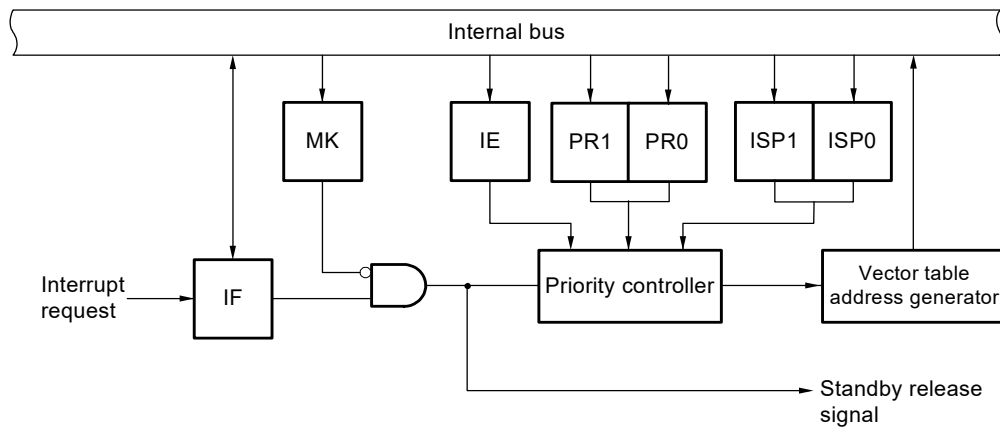 Internal bus
MK
IE
PR1
PR0
ISP1
ISP0
Interrupt
request
IF
Priority controller
Vector table
address generator
Standby release
signal